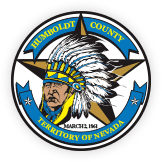 HUMBOLDT COUNTY
MARCH 2, 1861
TERRITORY OF NEVADA